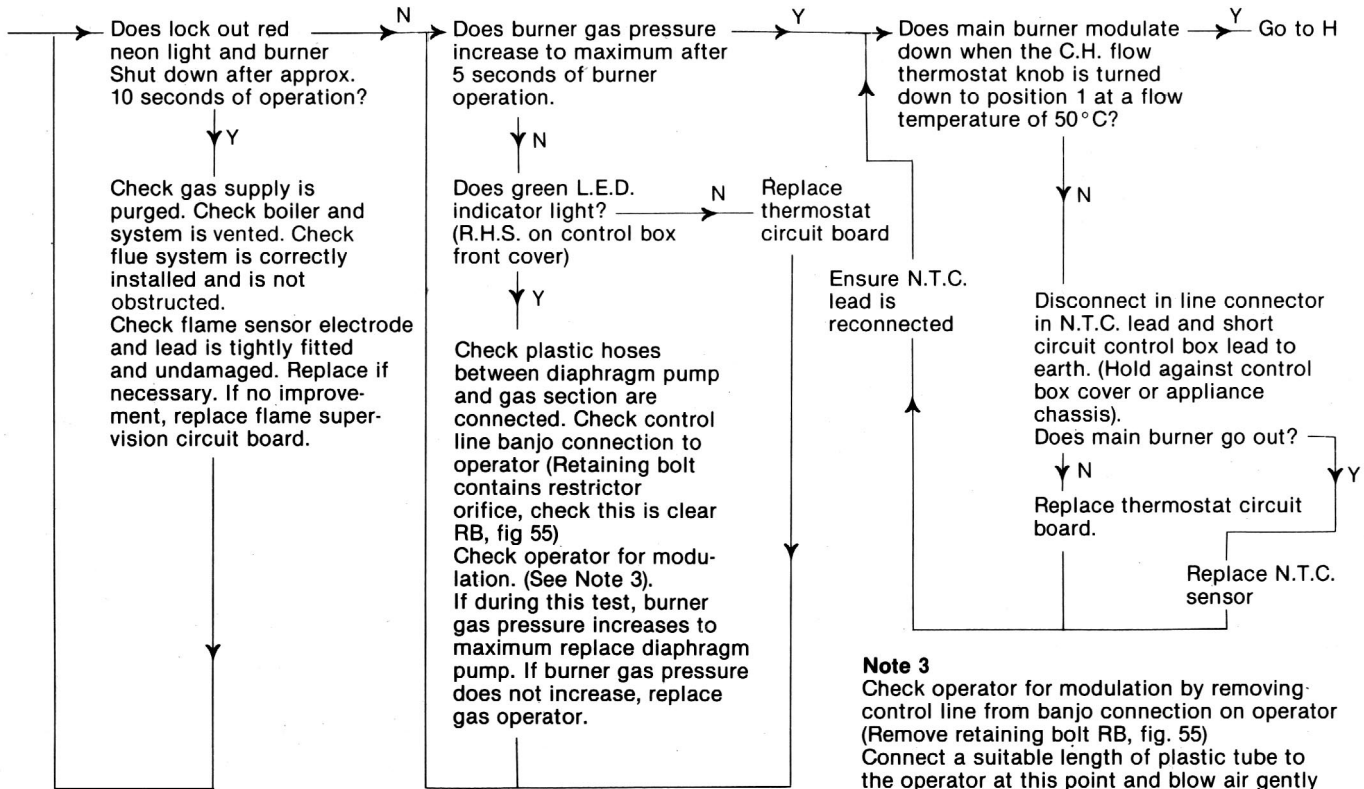 Does lock out red
neon light and burner
Shut down after approx.
10 seconds of operation?
N
Y
Check gas supply is
purged. Check boiler and
system is vented. Check
flue system is correctly
installed and is not
obstructed.
Check flame sensor electrode
and lead is tightly fitted
and undamaged. Replace if
necessary. If no improve-
ment, replace flame super-
vision circuit board.
Does burner gas pressure
increase to maximum after
5 seconds of burner
operation.
Y
N
Does green L.E.D.
indicator light?
(R.H.S. on control box
front cover)
N
Replace
thermostat
circuit board
Y
Check plastic hoses
between diaphragm pump
and gas section are
connected. Check control
line banjo connection to
operator (Retaining bolt
contains restrictor
orifice, check this is clear
RB, fig 55)
Check operator for modu-
lation. (See Note 3).
If during this test, burner
gas pressure increases to
maximum replace diaphragm
pump. If burner gas pressure
does not increase, replace
gas operator.
Does main burner modulate
down when the C.H. flow
thermostat knob is turned
down to position 1 at a flow
temperature of 50°C?
Y
Go to H
N
Ensure N.T.C.
lead is
reconnected
Disconnect in line connector
in N.T.C. lead and short
circuit control box lead to
earth. (Hold against control
box cover or appliance
chassis).
Does main burner go out?
N
Y
Replace thermostat circuit
board.
Replace N.T.C.
sensor
Note 3
Check operator for modulation by removing
control line from banjo connection on operator
(Remove retaining bolt RB, fig. 55)
Connect a suitable length of plastic tube to
the operator at this point and blow air gently